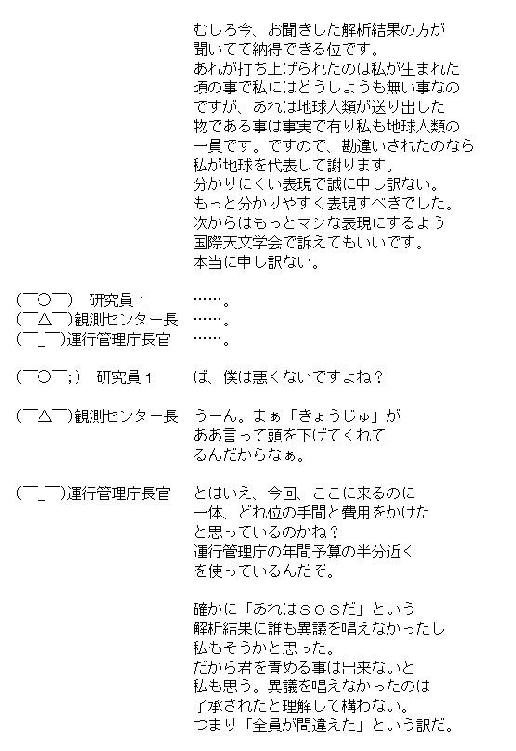 むしろ今、お聞きした解析結果の方が
聞いてて納得できる位です。
あれが打ち上げられたのは私が生まれた
頃の事で私にはどうしようも無い事なの
ですが、あれは地球人類が送り出した
物である事は事実で有り私も地球人類の
一員です。ですので、勘違いされたのなら
私が地球を代表して謝ります。
分かりにくい表現で誠に申し訳ない。
もっと分かりやすく表現すべきでした。
次からはもっとマシな表現にするよう
国際天文学会で訴えてもいいです。
本当に申し訳ない。
(￣○￣) 研究員１ ……。
(￣△￣)観測センター長 ……。
(￣_￣)運行管理庁長官 ……。
(￣○￣;) 研究員１ ば、僕は悪くないですよね？
(￣△￣)観測センター長 うーん。まぁ「きょうじゅ」が
ああ言って頭を下げてくれて
るんだからなぁ。
(￣_￣)運行管理庁長官 とはいえ、今回、ここに来るのに
一体、どれ位の手間と費用をかけた
と思っているのかね？
運行管理庁の年間予算の半分近く
を使っているんだぞ。
確かに「あれはＳＯＳだ」という
解析結果に誰も異議を唱えなかったし
私もそうかと思った。
だから君を責める事は出来ないと
私も思う。異議を唱えなかったのは
了承されたと理解して構わない。
つまり「全員が間違えた」という訳だ。